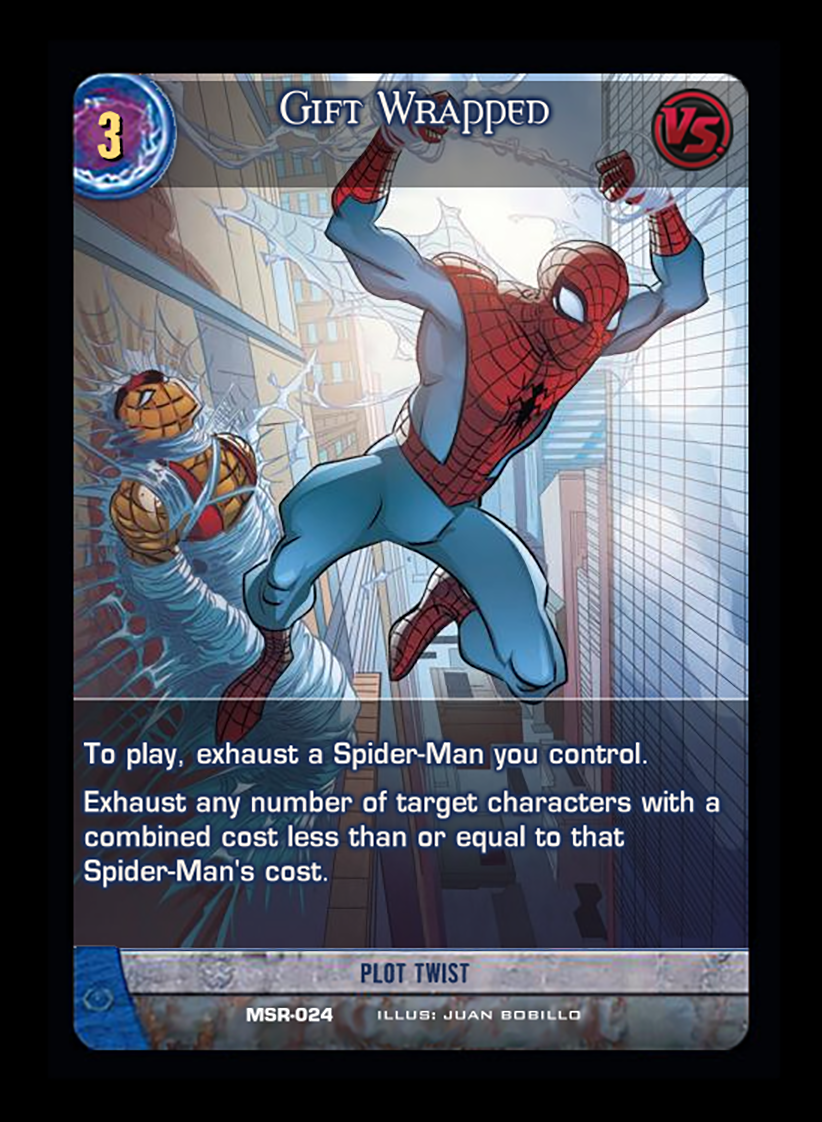 3
Gift Wrapped
VS.
To play, exhaust a Spider-Man you control.
Exhaust any number of target characters with a
combined cost less than or equal to that
Spider-Man's cost.
PLOT TWIST
MSR-024 ILLUS: JUAN BOBILLO